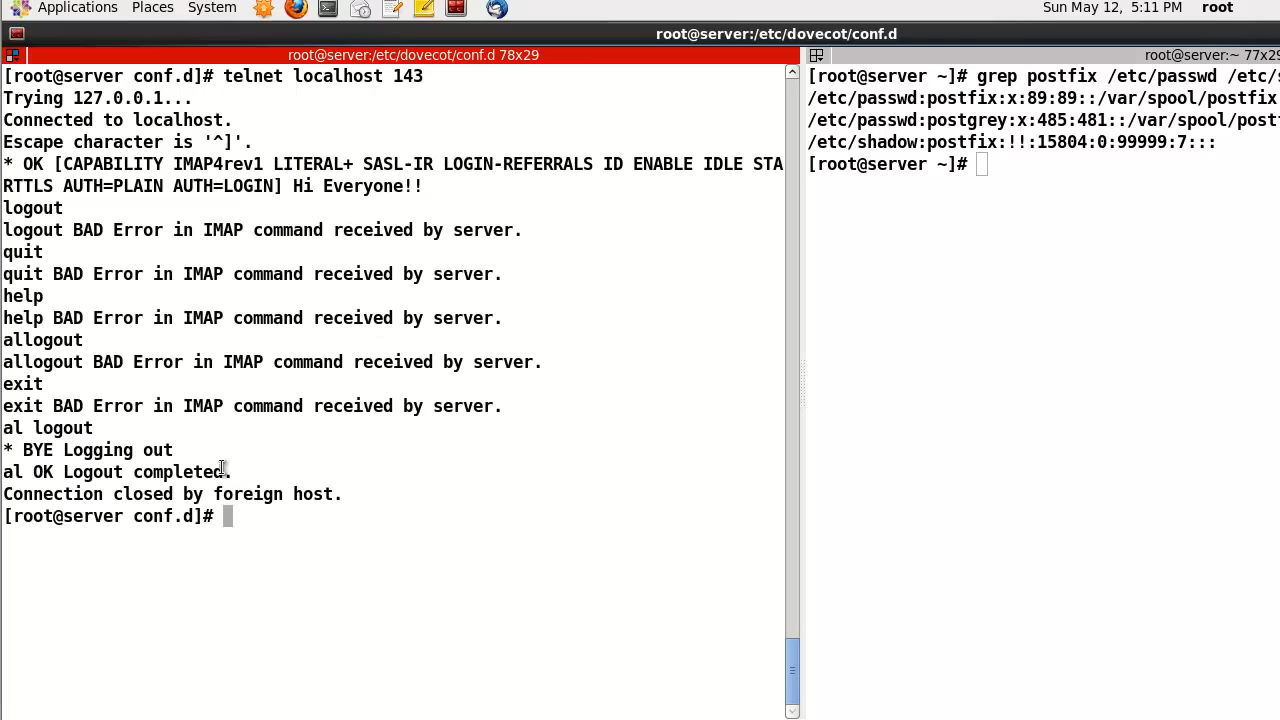 Applications Places System Sun May 12, 5:11 PM root
root@server:/etc/dovecot/conf.d
root@server:/etc/dovecot/conf.d 78x29
[root@server conf.d]# telnet localhost 143
Trying 127.0.0.1...
Connected to localhost.
Escape character is '^]'.
* OK [CAPABILITY IMAP4rev1 LITERAL+ SASL-IR LOGIN-REFERRALS ID ENABLE IDLE STA
RTTLS AUTH=PLAIN AUTH=LOGIN] Hi Everyone!!
logout
logout BAD Error in IMAP command received by server.
quit
quit BAD Error in IMAP command received by server.
help
help BAD Error in IMAP command received by server.
allogout
allogout BAD Error in IMAP command received by server.
exit
exit BAD Error in IMAP command received by server.
al logout
* BYE Logging out
al OK Logout completed.
Connection closed by foreign host.
[root@server conf.d]#
root@server:~ 77x29
[root@server ~]# grep postfix /etc/passwd /etc/s
/etc/passwd:postfix:x:89:89::/var/spool/postfix
/etc/passwd:postgrey:x:485:481::/var/spool/post
/etc/shadow:postfix:!!:15804:0:99999:7:::
[root@server ~]#